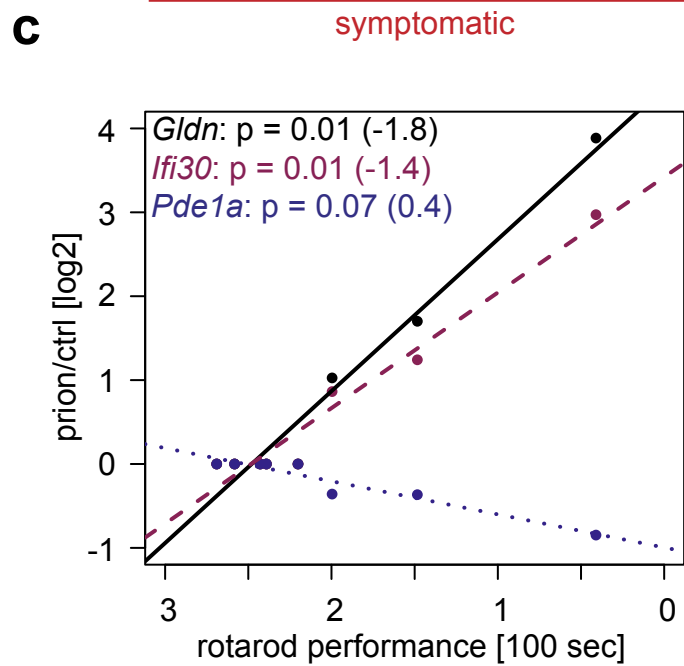 c
symptomatic
Gldn: p = 0.01 (-1.8)
Ifi30: p = 0.01 (-1.4)
Pde1a: p = 0.07 (0.4)
prion/ctrl [log2]
4
3
2
1
0
-1
3
2
1
0
rotarod performance [100 sec]